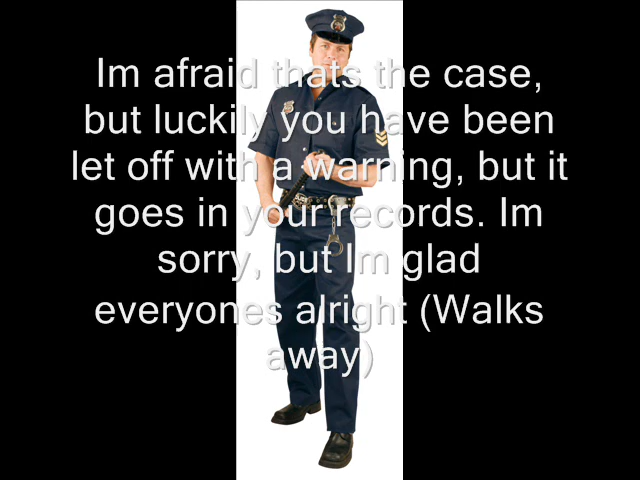 Im afraid thats the case,
but luckily you have been
let off with a warning, but it
goes in your records. Im
sorry, but Im glad
everyones alright (Walks
away)